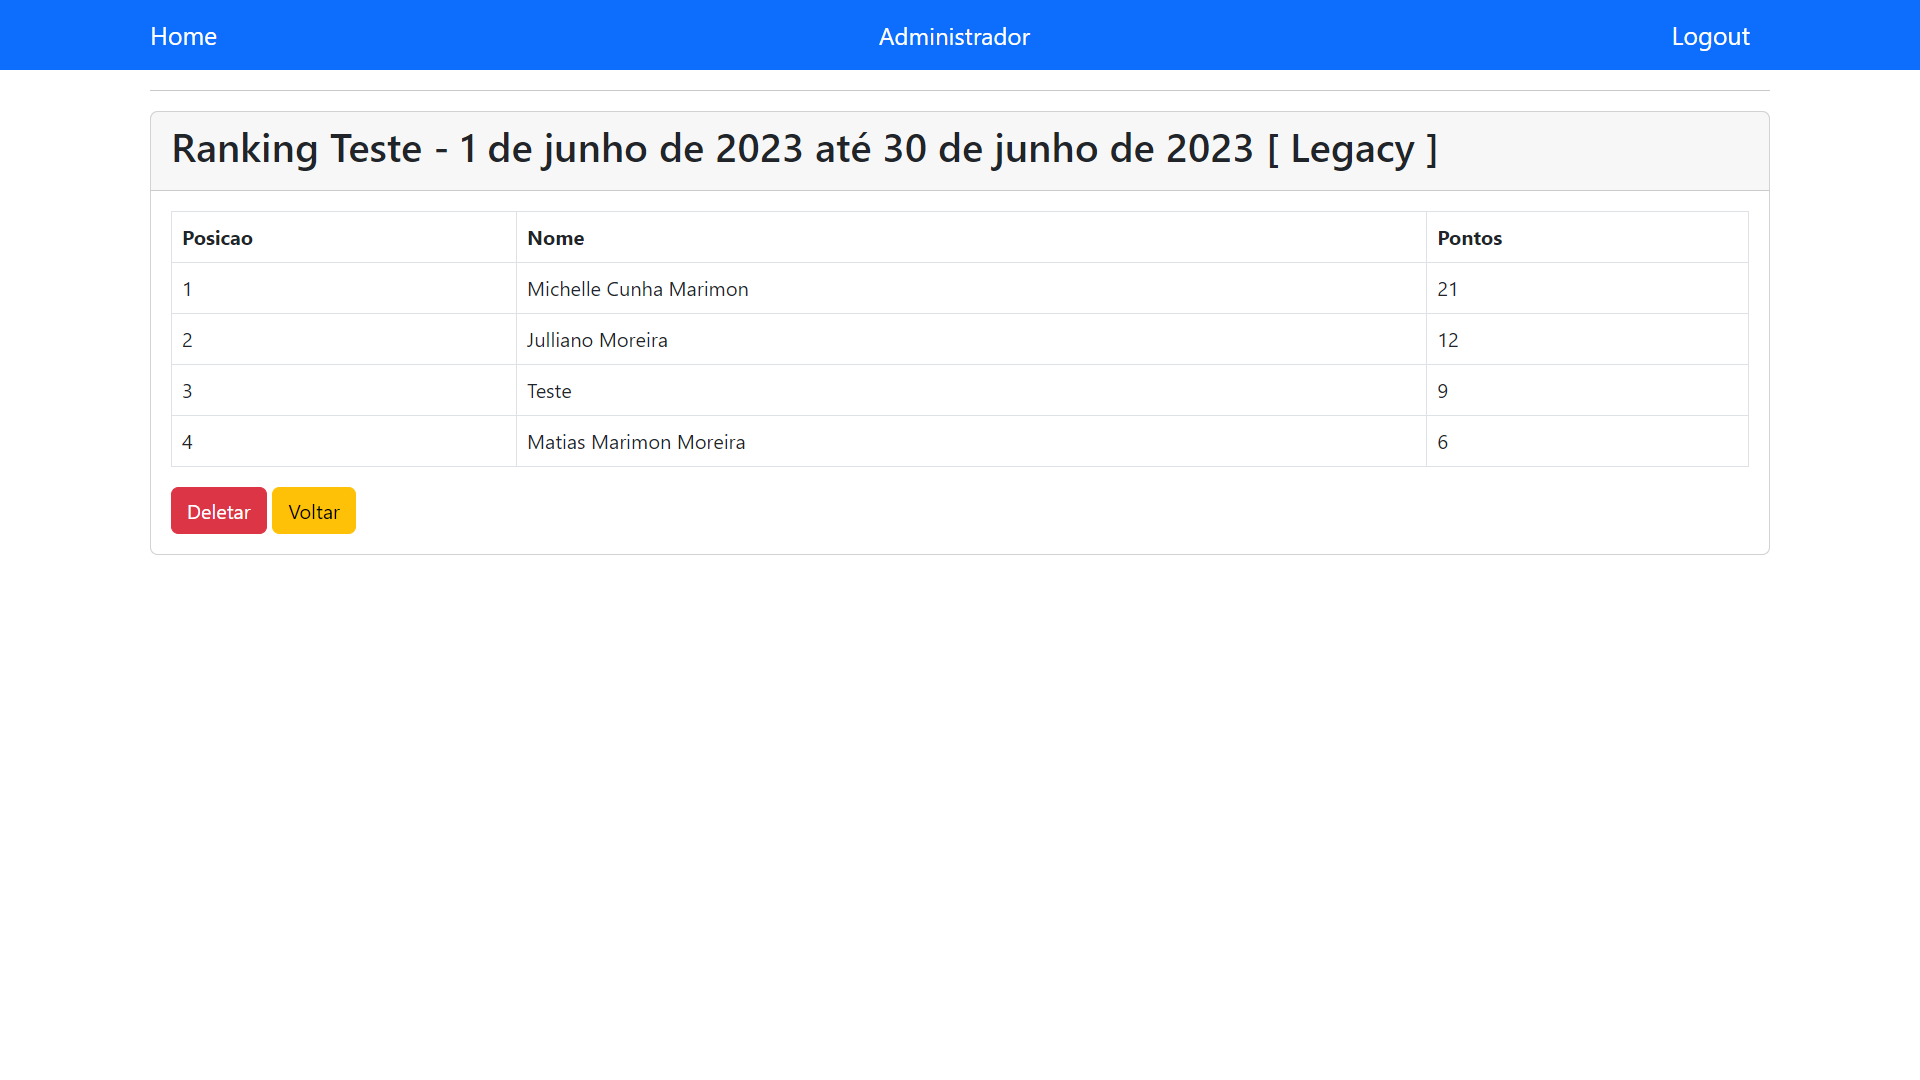 Home Administrador Logout
Ranking Teste - 1 de junho de 2023 até 30 de junho de 2023 [ Legacy ]
Posicao Nome Pontos
1 Michelle Cunha Marimon 21
2 Julliano Moreira 12
3 Teste 9
4 Matias Marimon Moreira 6
Deletar Voltar